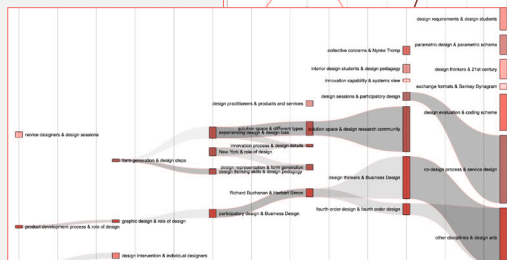 design requirements & design students
parametric design & parametric schema
collective concerns & Nynke Tromp
interior design students & design pedagogy
design thinkers & 21st century
innovation capability & systems view
exchange formats & Sankey Dynagram
design sessions & participatory design
design practitioners & products and services
design evaluation & coding scheme
solution space & different types
experiencing design & design task
solution space & design research community
novice designers & design sessions
innovation process & design details
New York & role of design
form generation & design steps
design representation & form generation
design thinking skills & design pedagogy
co-design process & service design
design thinkers & Business Design
Richard Buchanan & Herbert Simon
fourth order design & fourth order design
participatory design & Business Design
graphic design & role of design
product development process & role of design
other disciplines & design arts
design intervention & individual designers